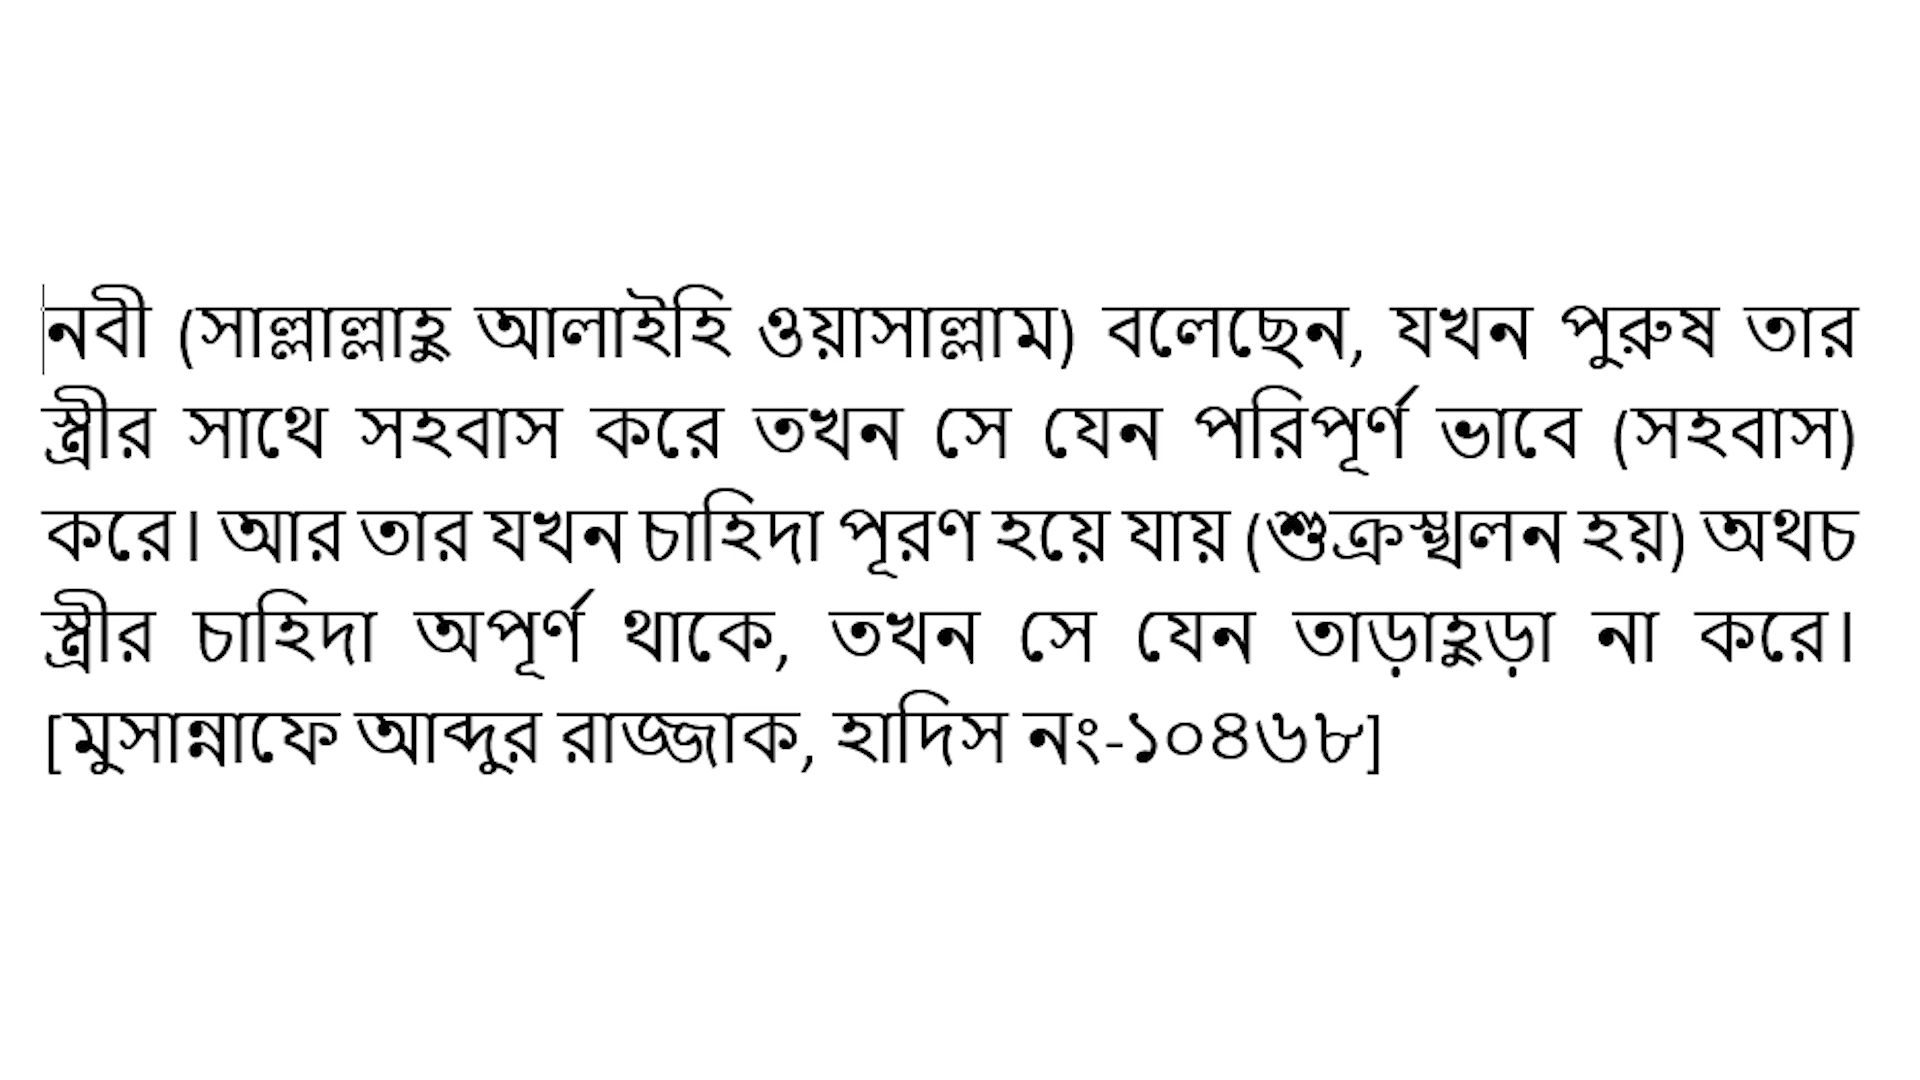 নবী (সাল্লাল্লাহু আলাইহি ওয়াসাল্লাম) বলেছেন, যখন পুরুষ তার
স্ত্রীর সাথে সহবাস করে তখন সে যেন পরিপূর্ণ ভাবে (সহবাস)
করে। আর তার যখন চাহিদা পূরণ হয়ে যায় (শুক্রস্খলন হয়) অথচ
স্ত্রীর চাহিদা অপূর্ণ থাকে, তখন সে যেন তাড়াহুড়া না করে।
[মুসান্নাফে আব্দুর রাজ্জাক, হাদিস নং-১০৪৬৮]